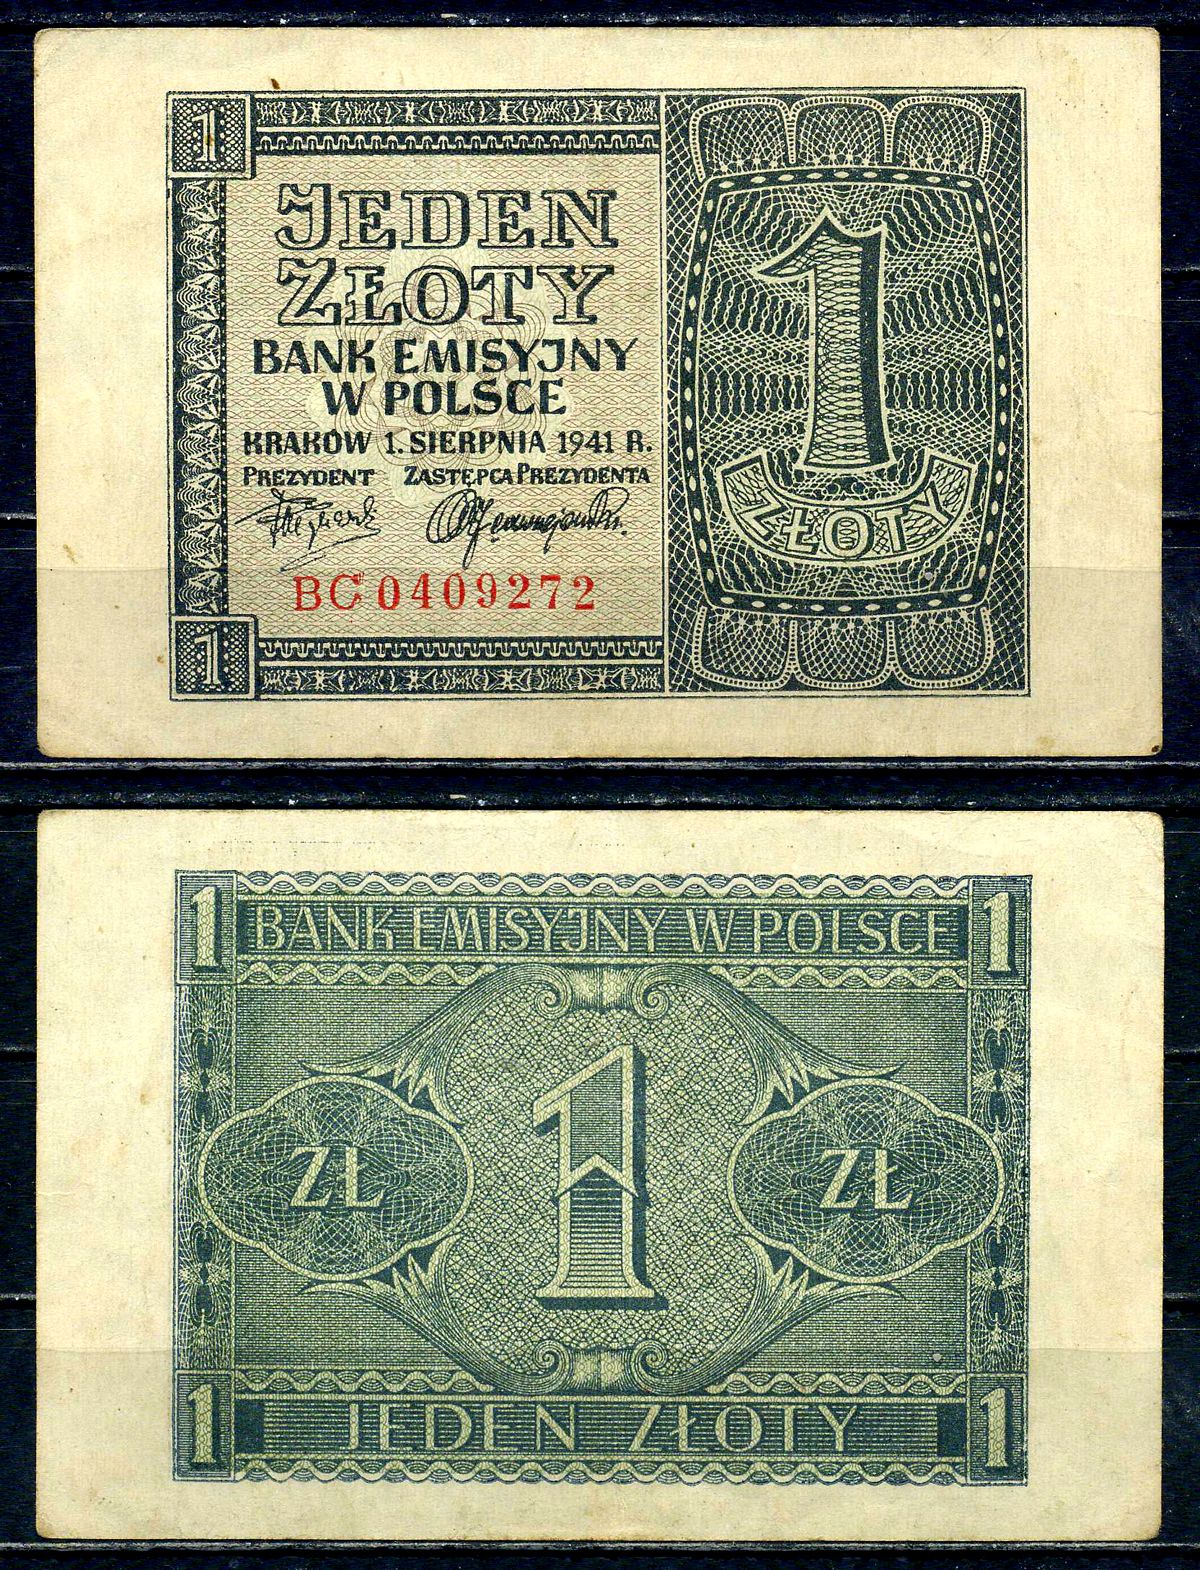 1
JEDEN
ZŁOTY
BANK EMISYJNY
W POLSCE
KRAKÓW 1. SIERPNIA 1941 R.
PREZYDENT ZASTĘPCA PREZYDENTA
BC 0409272
1
1
ZŁOTY
1 BANK EMISYJNY W POLSCE 1
1
ZŁ ZŁ
1 JEDEN ZŁOTY 1